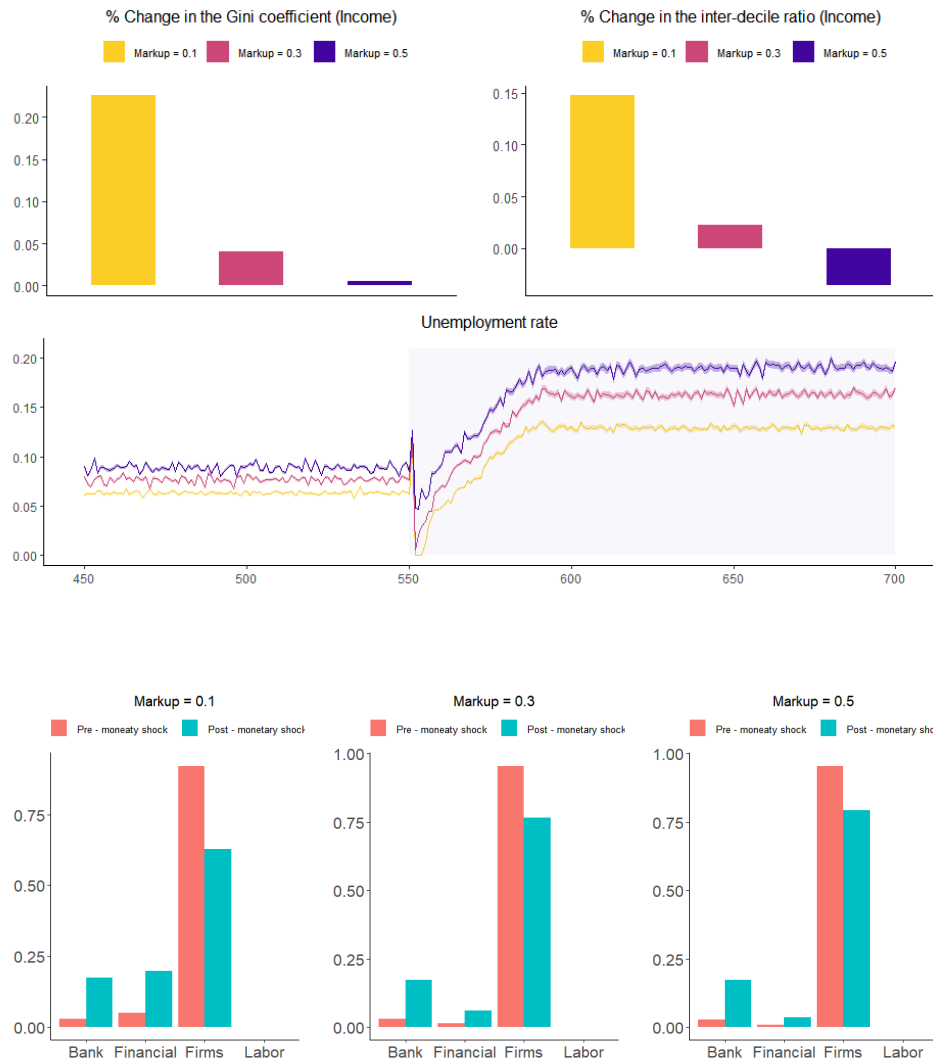 % Change in the Gini coefficient (Income)
Markup = 0.1 Markup = 0.3 Markup = 0.5
0.20
0.15
0.10
0.05
0.00
% Change in the inter-decile ratio (Income)
Markup = 0.1 Markup = 0.3 Markup = 0.5
0.15
0.10
0.05
0.00
Unemployment rate
0.20
0.15
0.10
0.05
0.00
450 500 550 600 650 700
Markup = 0.1
Pre - moneaty shock Post - monetary shock
0.75
0.50
0.25
0.00
Bank Financial Firms Labor
Markup = 0.3
Pre - moneaty shock Post - monetary shock
1.00
0.75
0.50
0.25
0.00
Bank Financial Firms Labor
Markup = 0.5
Pre - moneaty shock Post - monetary sho
1.00
0.75
0.50
0.25
0.00
Bank Financial Firms Labor